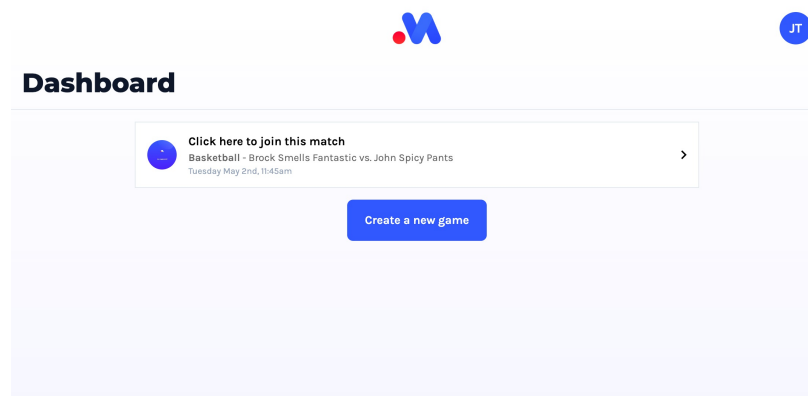 JT
Dashboard
Click here to join this match
Basketball - Brock Smells Fantastic vs. John Spicy Pants
Tuesday May 2nd, 11:45am
Create a new game